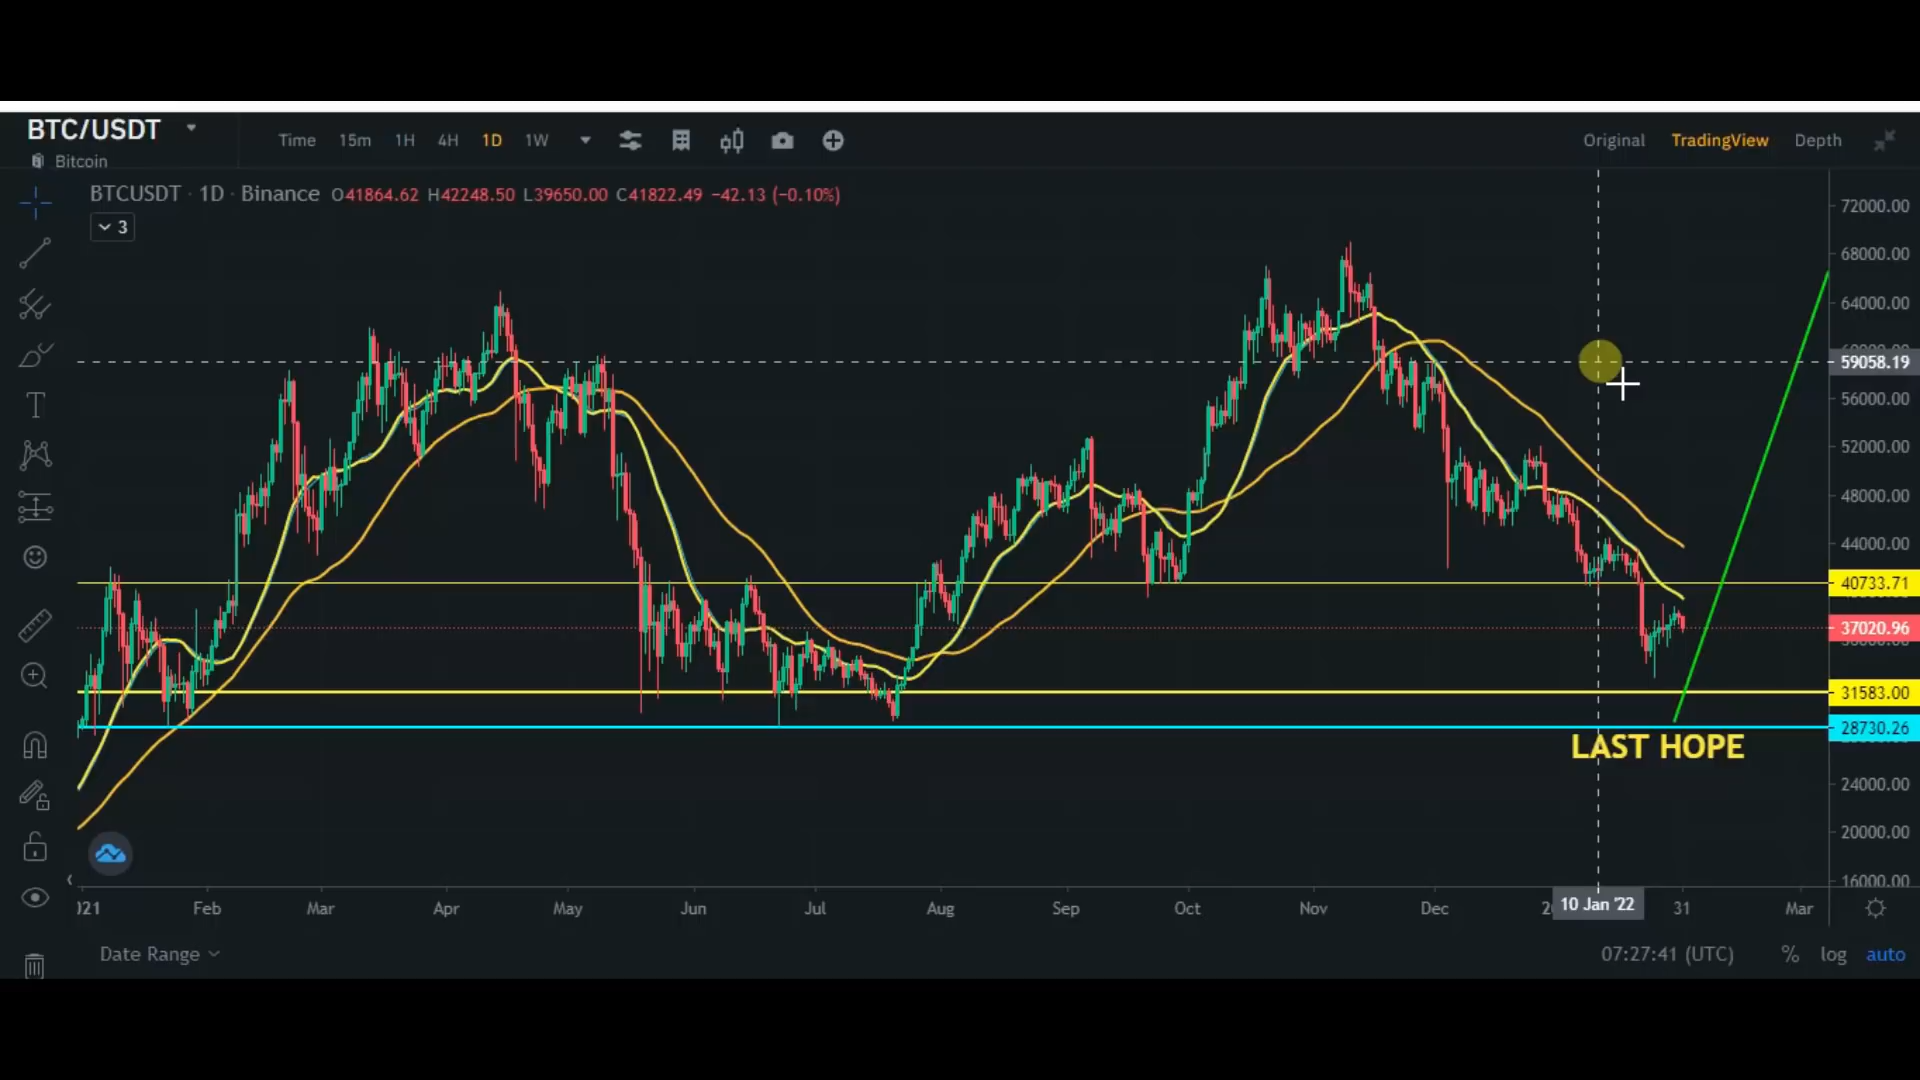 BTC/USDT
Bitcoin
Time 15m 1H 4H 1D 1W
Original TradingView Depth
BTCUSDT · 1D · Binance O41864.62 H42248.50 L39650.00 C41822.49 −42.13 (−0.10%)
3
72000.00
68000.00
64000.00
59058.19
56000.00
52000.00
48000.00
44000.00
40733.71
37020.96
31583.00
28730.26
LAST HOPE
24000.00
20000.00
16000.00
Feb Mar Apr May Jun Jul Aug Sep Oct Nov Dec 10 Jan '22 31 Mar
Date Range
07:27:41 (UTC) % log auto